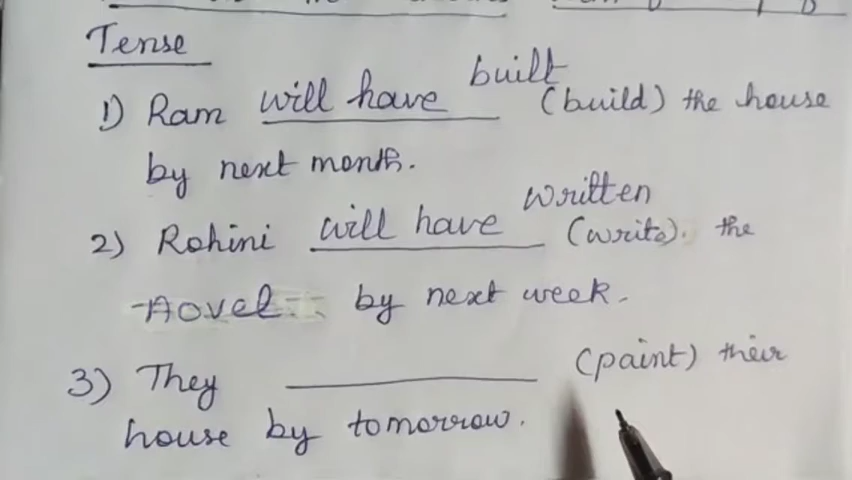 Tense
1) Ram will have built (build) the house
by next month.
2) Rohini will have written (write). the
novel by next week.
3) They ____________ (paint) their
house by tomorrow.